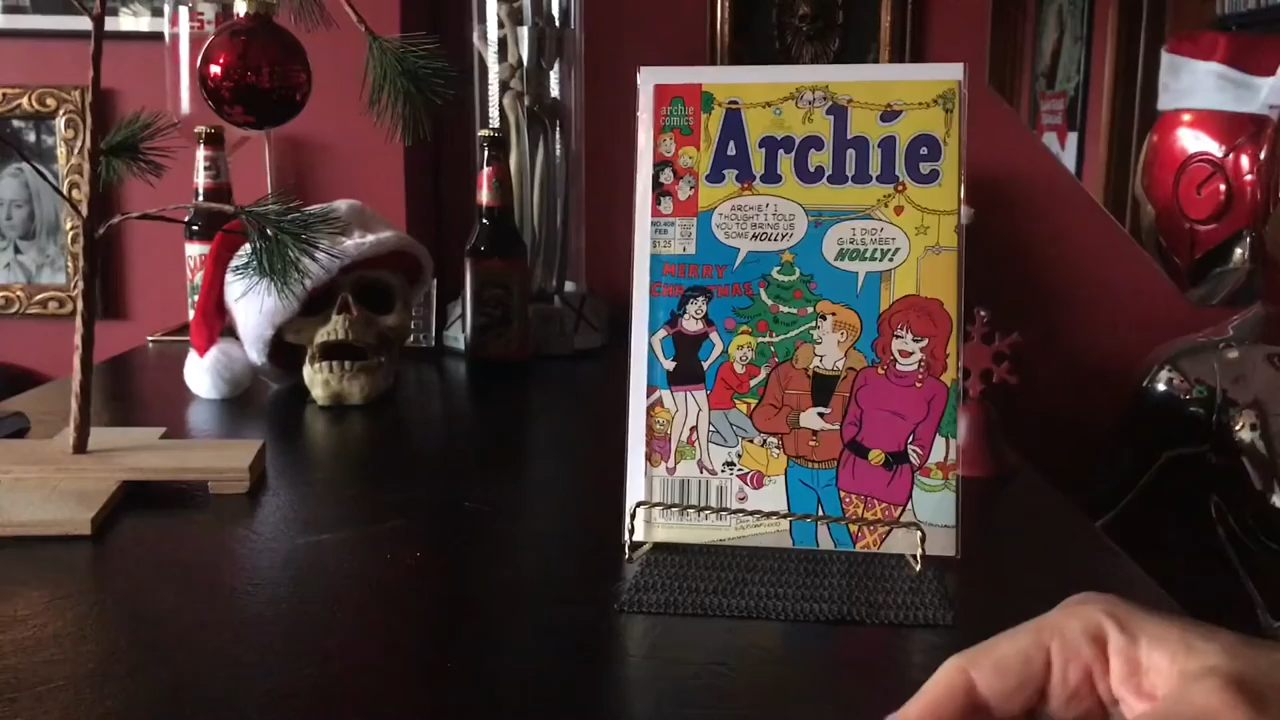 archie
comics
Archie
NO. 408
FEB
$1.25
ARCHIE! I
THOUGHT I TOLD
YOU TO BRING US
SOME HOLLY!
I DID!
GIRLS, MEET
HOLLY!
MERRY
CHRISTMAS